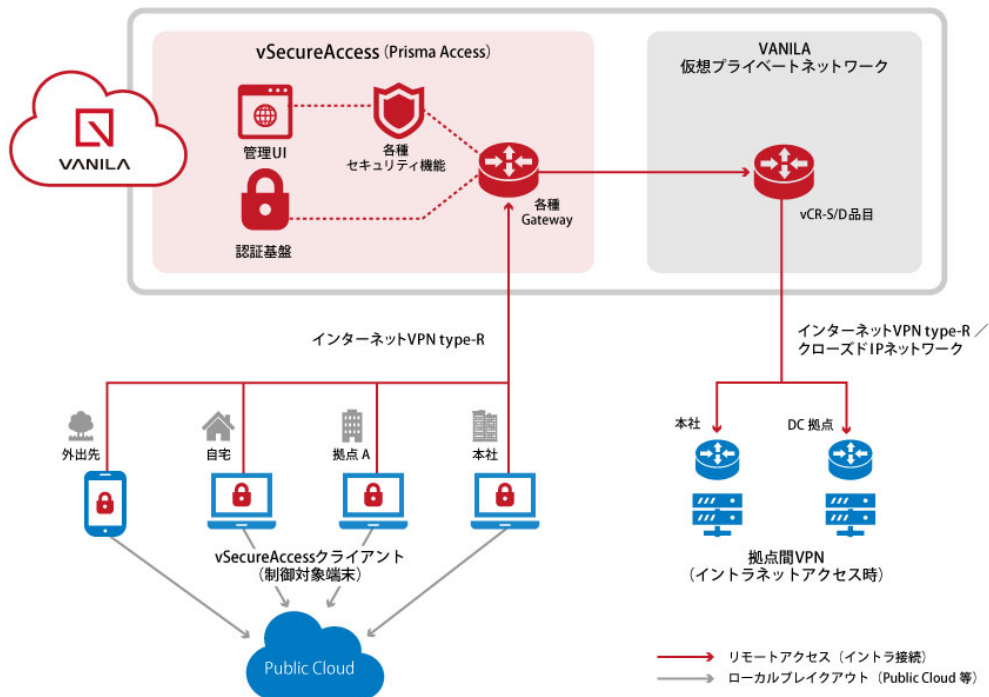 vSecureAccess（Prisma Access）
VANILA
仮想プライベートネットワーク
VANILA
管理UI
各種
セキュリティ機能
認証基盤
各種
Gateway
vCR-S/D品目
インターネットVPN type-R
インターネットVPN type-R／
クローズドIPネットワーク
外出先
自宅
拠点 A
本社
本社
DC 拠点
vSecureAccessクライアント
（制御対象端末）
拠点間VPN
（イントラネットアクセス時）
Public Cloud
リモートアクセス（イントラ接続）
ローカルブレイクアウト（Public Cloud 等）